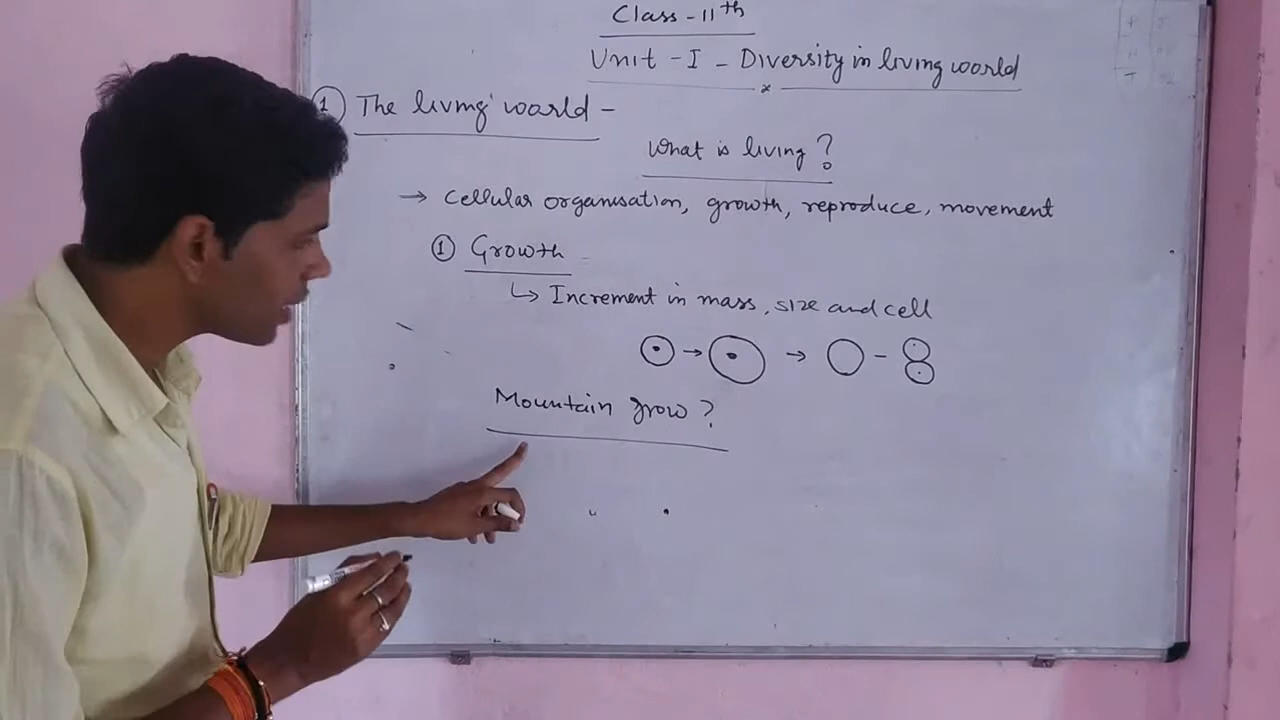 Class - 11th
Unit - I - Diversity in living world
① The living world -
What is living ?
→ Cellular organisation, growth, reproduce, movement
① Growth
↳ Increment in mass, size and cell
Mountain grow ?